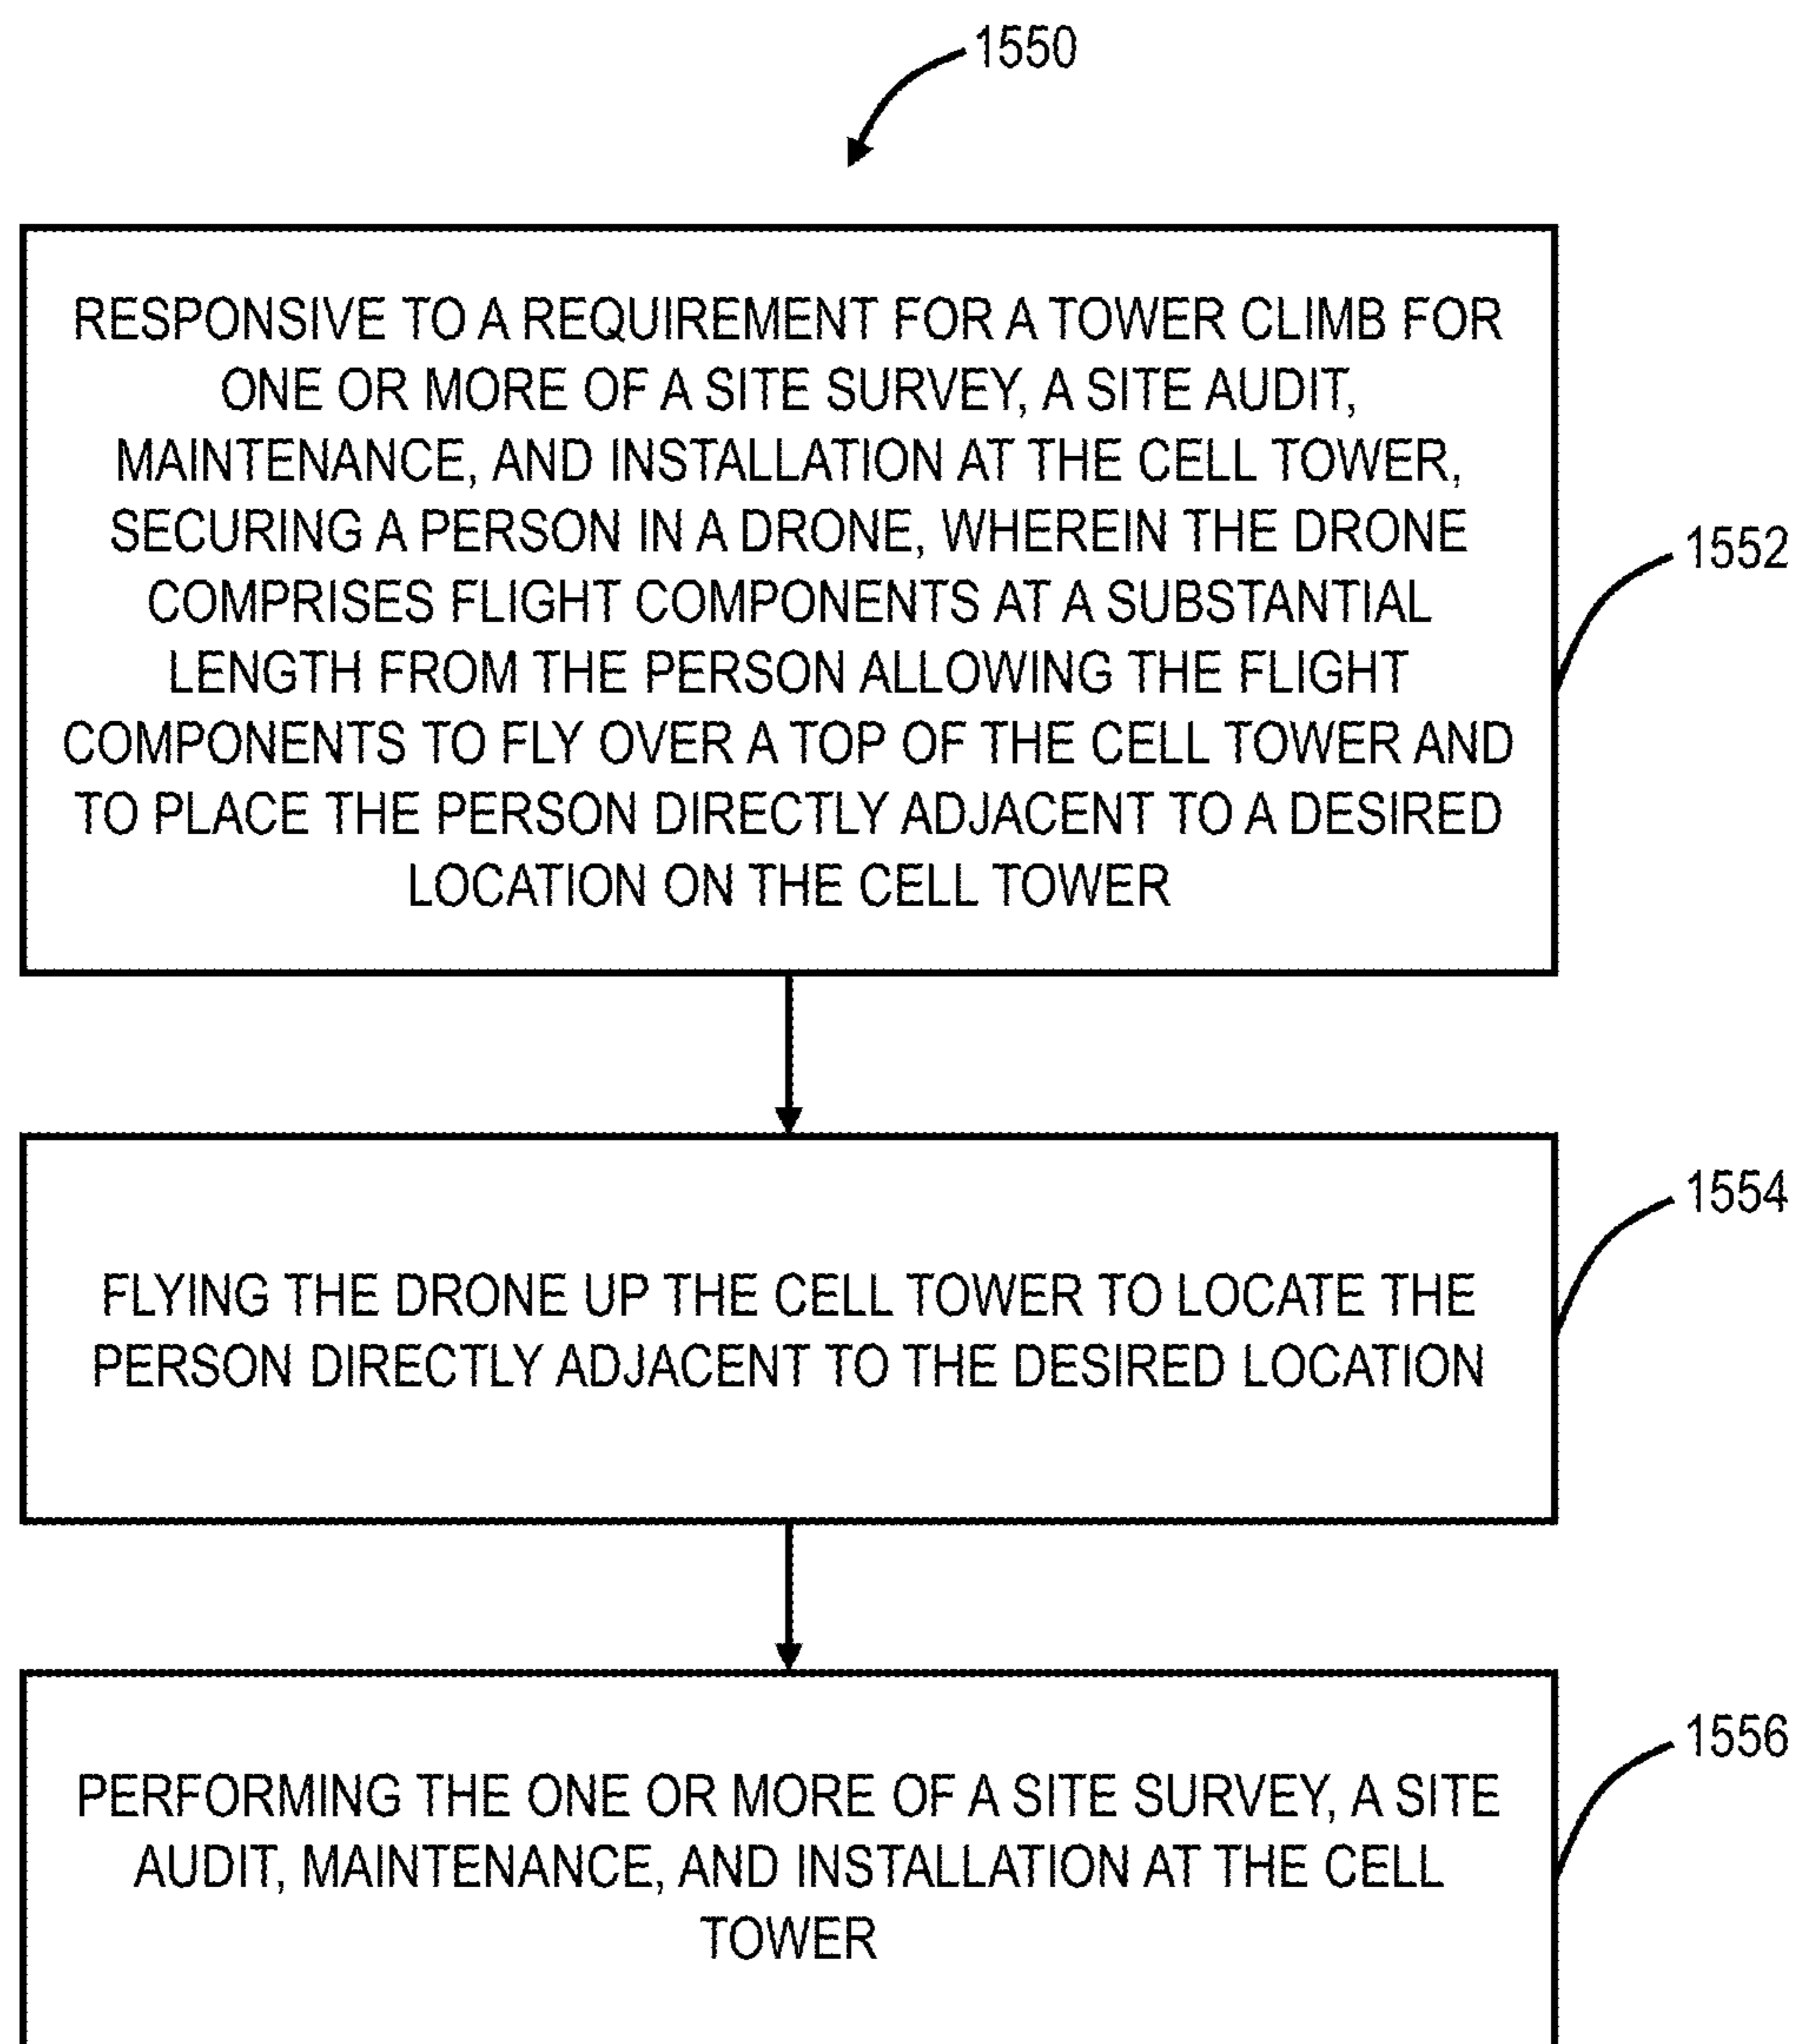 1550
RESPONSIVE TO A REQUIREMENT FOR A TOWER CLIMB FOR
ONE OR MORE OF A SITE SURVEY, A SITE AUDIT,
MAINTENANCE, AND INSTALLATION AT THE CELL TOWER,
SECURING A PERSON IN A DRONE, WHEREIN THE DRONE
COMPRISES FLIGHT COMPONENTS AT A SUBSTANTIAL
LENGTH FROM THE PERSON ALLOWING THE FLIGHT
COMPONENTS TO FLY OVER A TOP OF THE CELL TOWER AND
TO PLACE THE PERSON DIRECTLY ADJACENT TO A DESIRED
LOCATION ON THE CELL TOWER
1552
FLYING THE DRONE UP THE CELL TOWER TO LOCATE THE
PERSON DIRECTLY ADJACENT TO THE DESIRED LOCATION
1554
PERFORMING THE ONE OR MORE OF A SITE SURVEY, A SITE
AUDIT, MAINTENANCE, AND INSTALLATION AT THE CELL
TOWER
1556